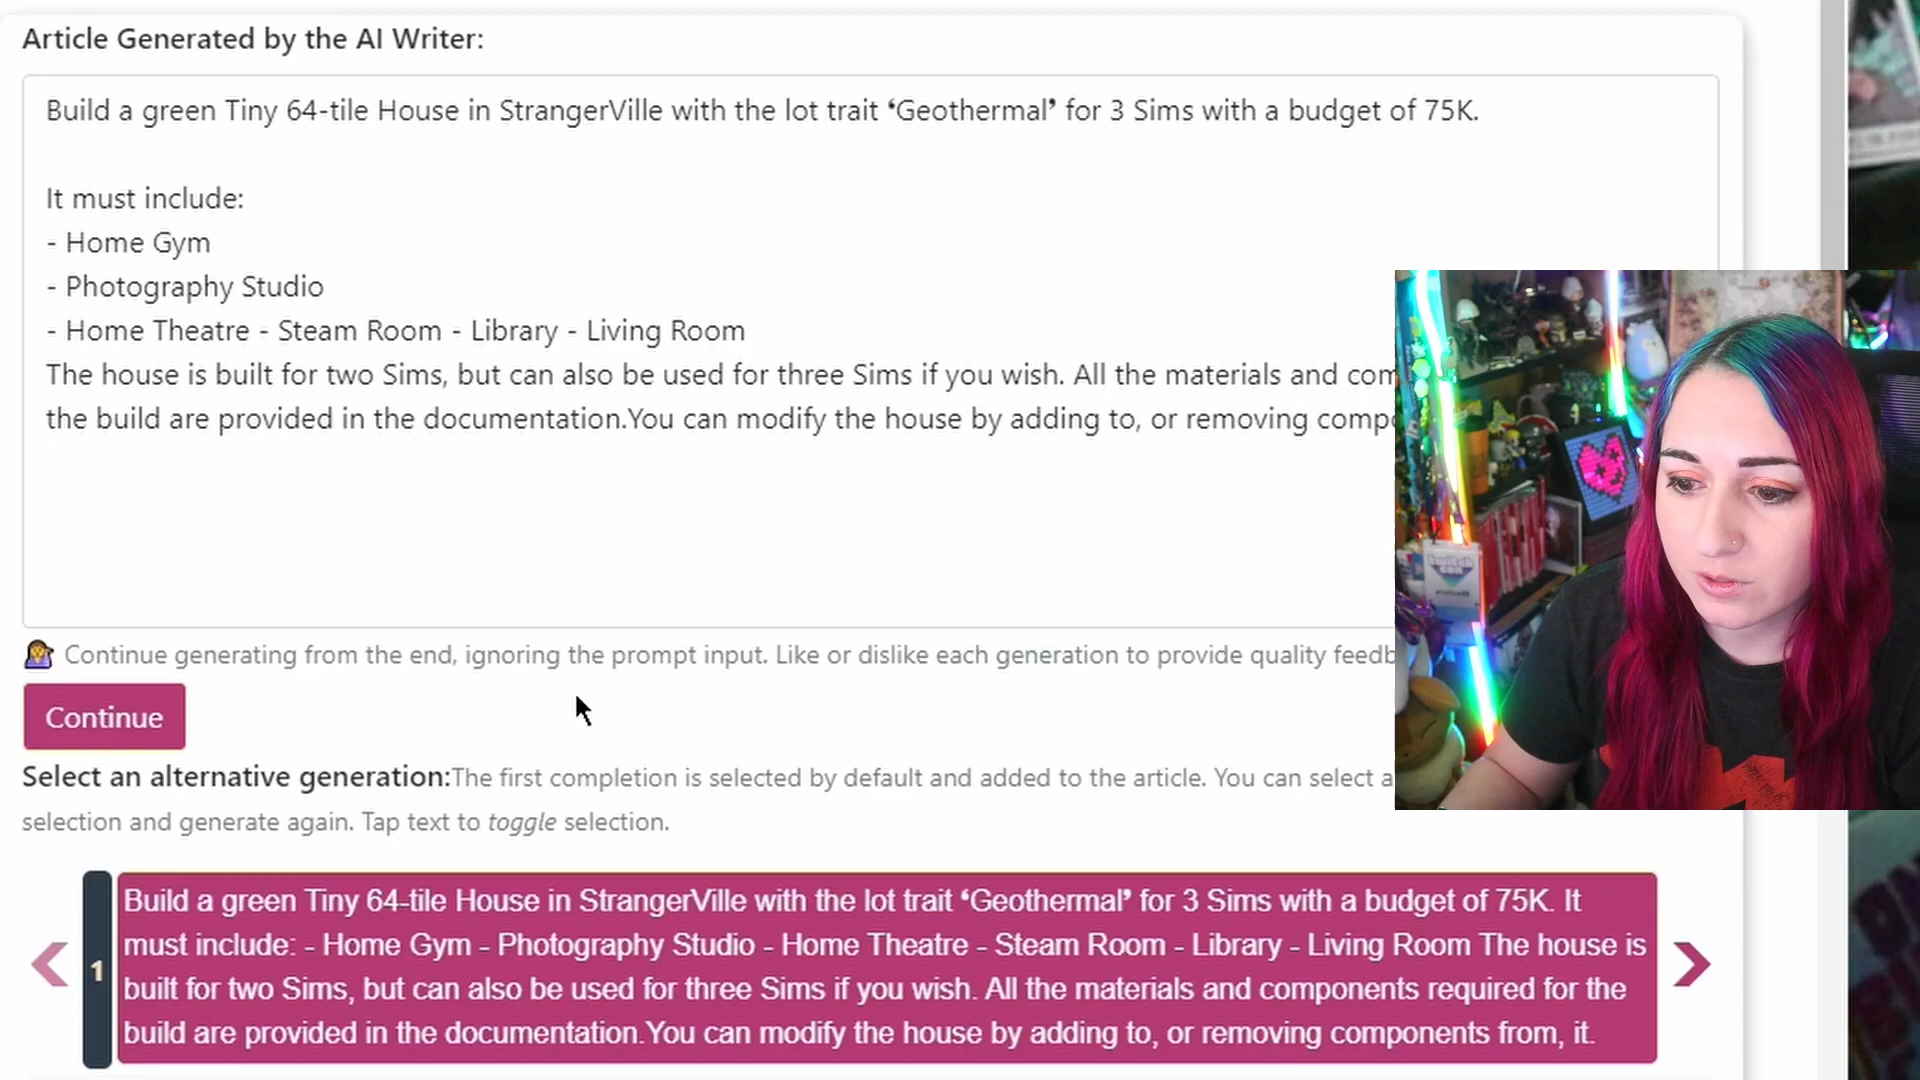 Article Generated by the AI Writer:
Build a green Tiny 64-tile House in StrangerVille with the lot trait ‘Geothermal’ for 3 Sims with a budget of 75K.
It must include:
- Home Gym
- Photography Studio
- Home Theatre - Steam Room - Library - Living Room
The house is built for two Sims, but can also be used for three Sims if you wish. All the materials and com
the build are provided in the documentation.You can modify the house by adding to, or removing comp
Continue generating from the end, ignoring the prompt input. Like or dislike each generation to provide quality feedb
Continue
Select an alternative generation:The first completion is selected by default and added to the article. You can select a
selection and generate again. Tap text to toggle selection.
1
Build a green Tiny 64-tile House in StrangerVille with the lot trait ‘Geothermal’ for 3 Sims with a budget of 75K. It
must include: - Home Gym - Photography Studio - Home Theatre - Steam Room - Library - Living Room The house is
built for two Sims, but can also be used for three Sims if you wish. All the materials and components required for the
build are provided in the documentation.You can modify the house by adding to, or removing components from, it.
twitch
con